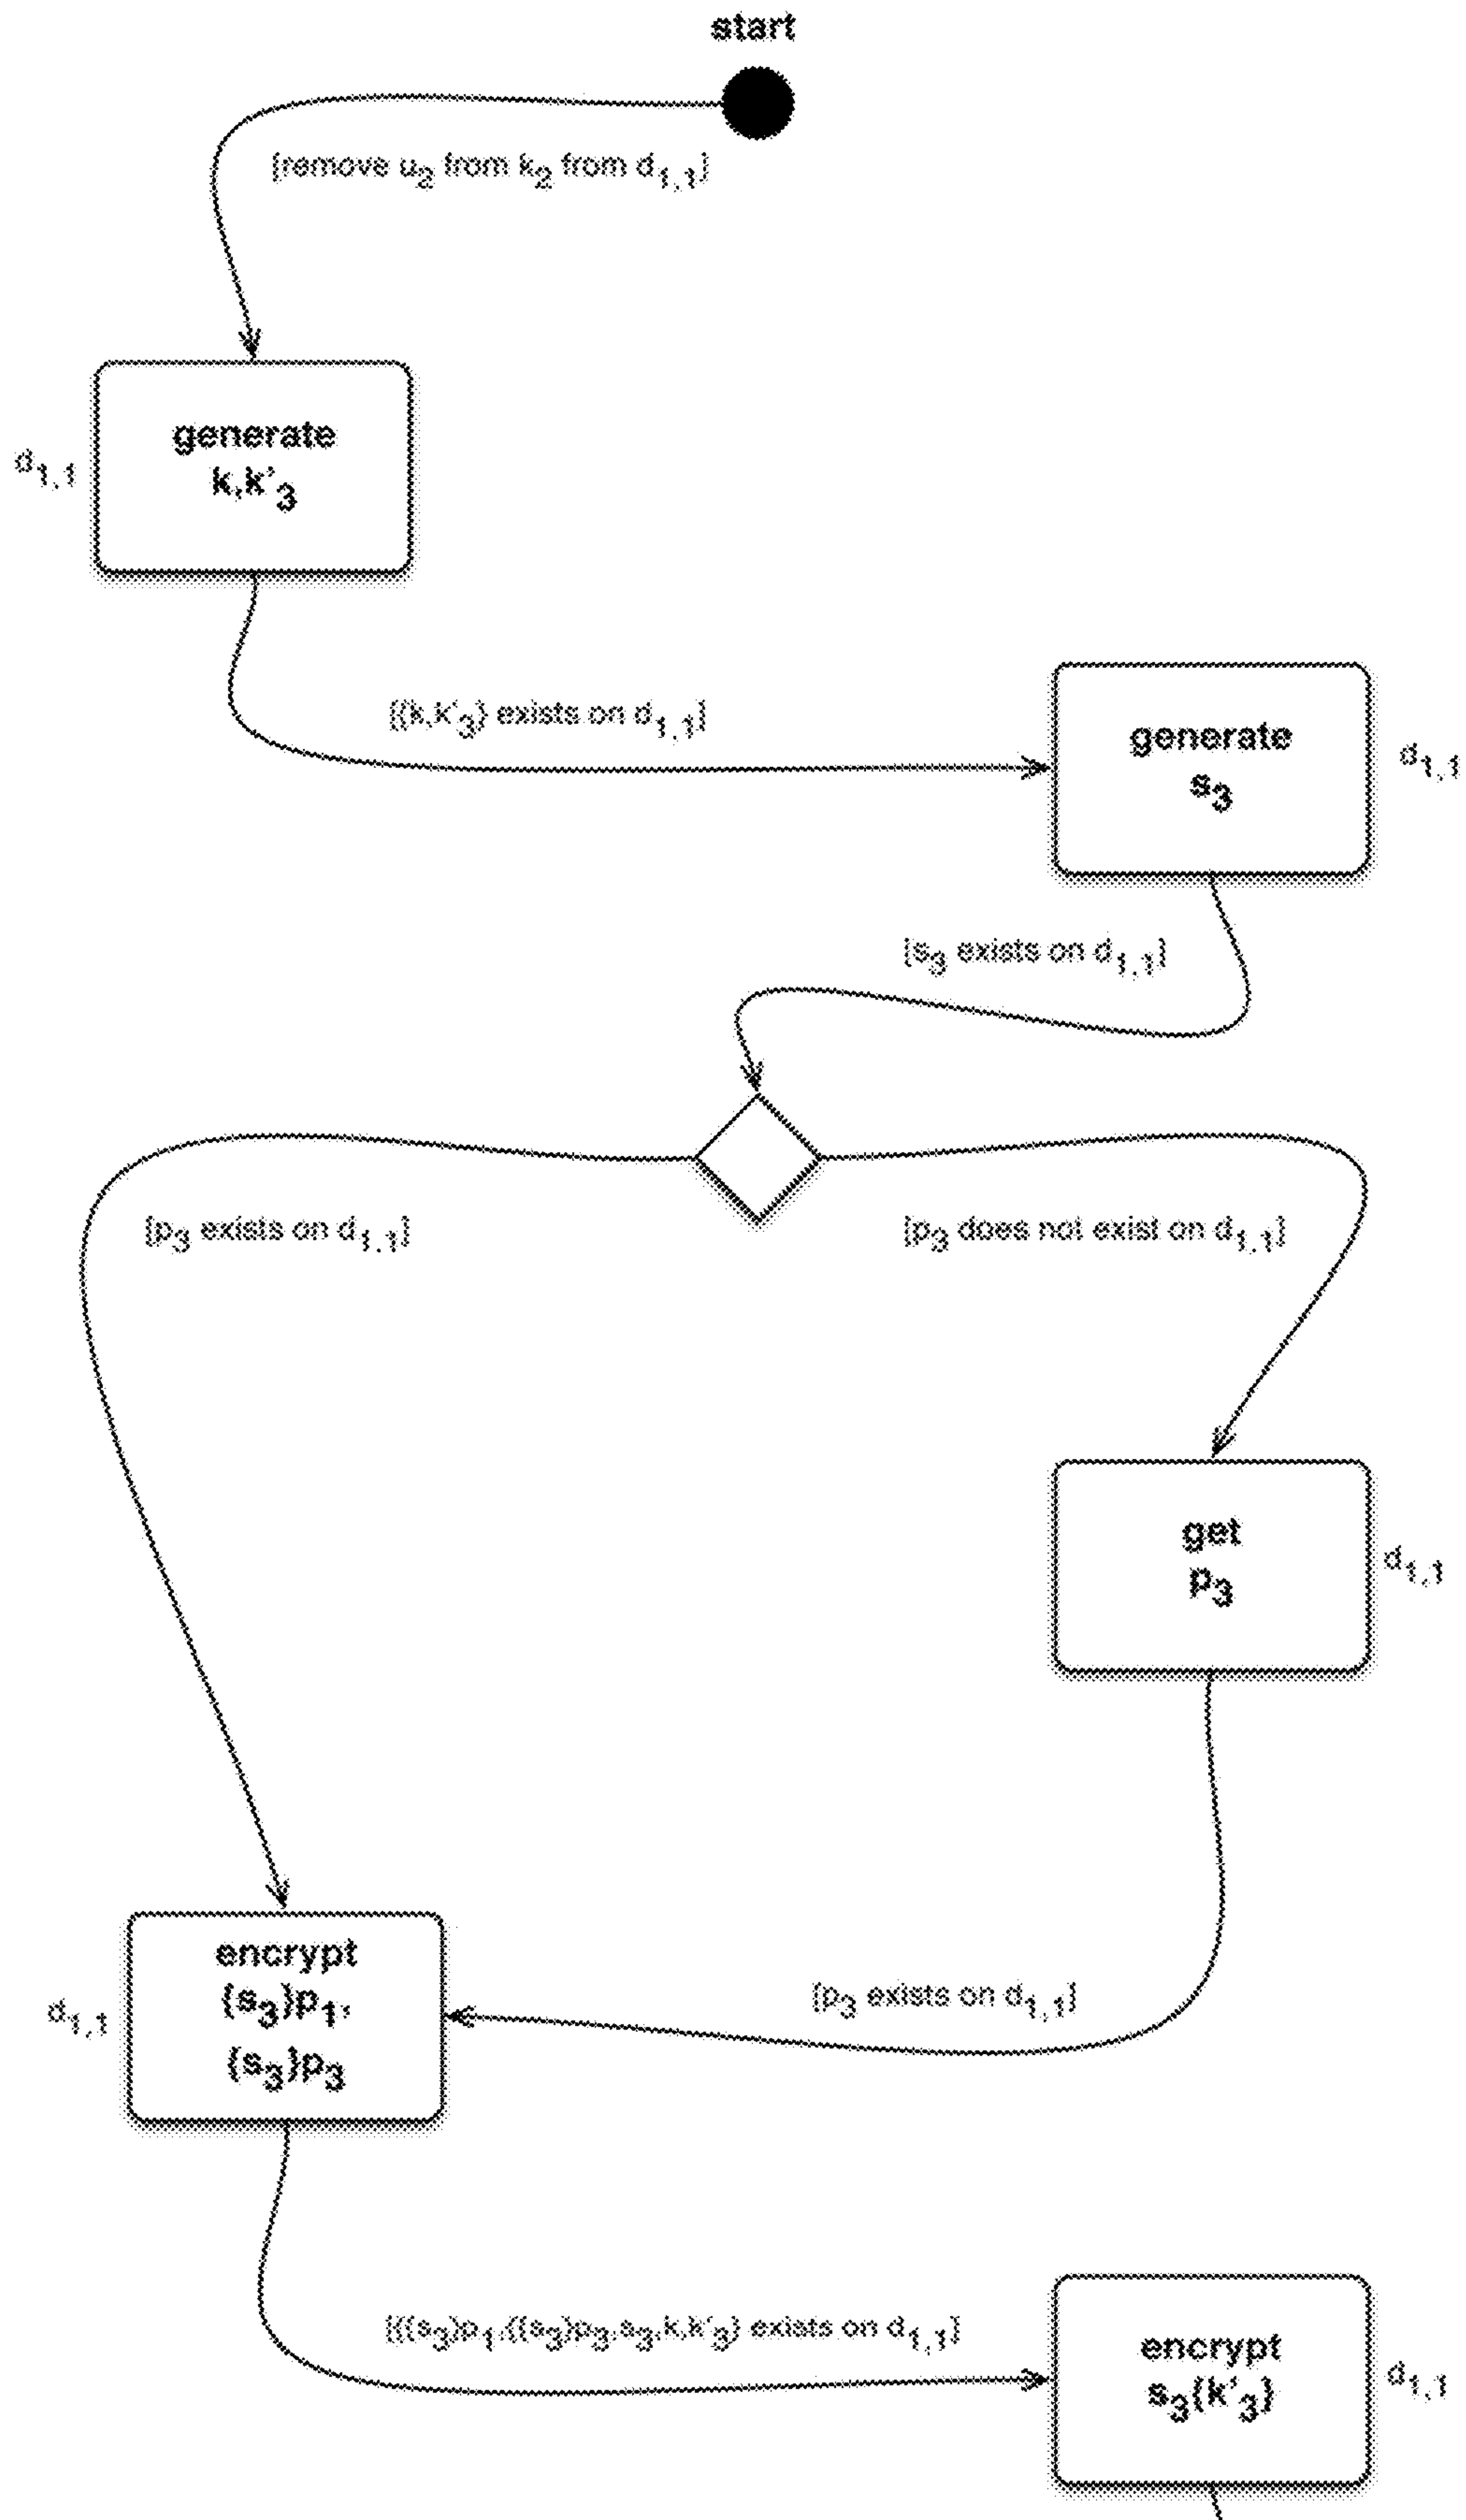 start
[remove u2 from k2 from d1,1]
generate
k,k'3
d1,1
[{k,k'3} exists on d1,1]
generate
s3
d1,1
[s3 exists on d1,1]
[p3 exists on d1,1]
[p3 does not exist on d1,1]
get
p3
d1,1
encrypt
{s3}p1,
{s3}p3
d1,1
[p3 exists on d1,1]
[{{s3}p1,{{s3}p3,s3,k,k'3} exists on d1,1]
encrypt
s3{k'3}
d1,1